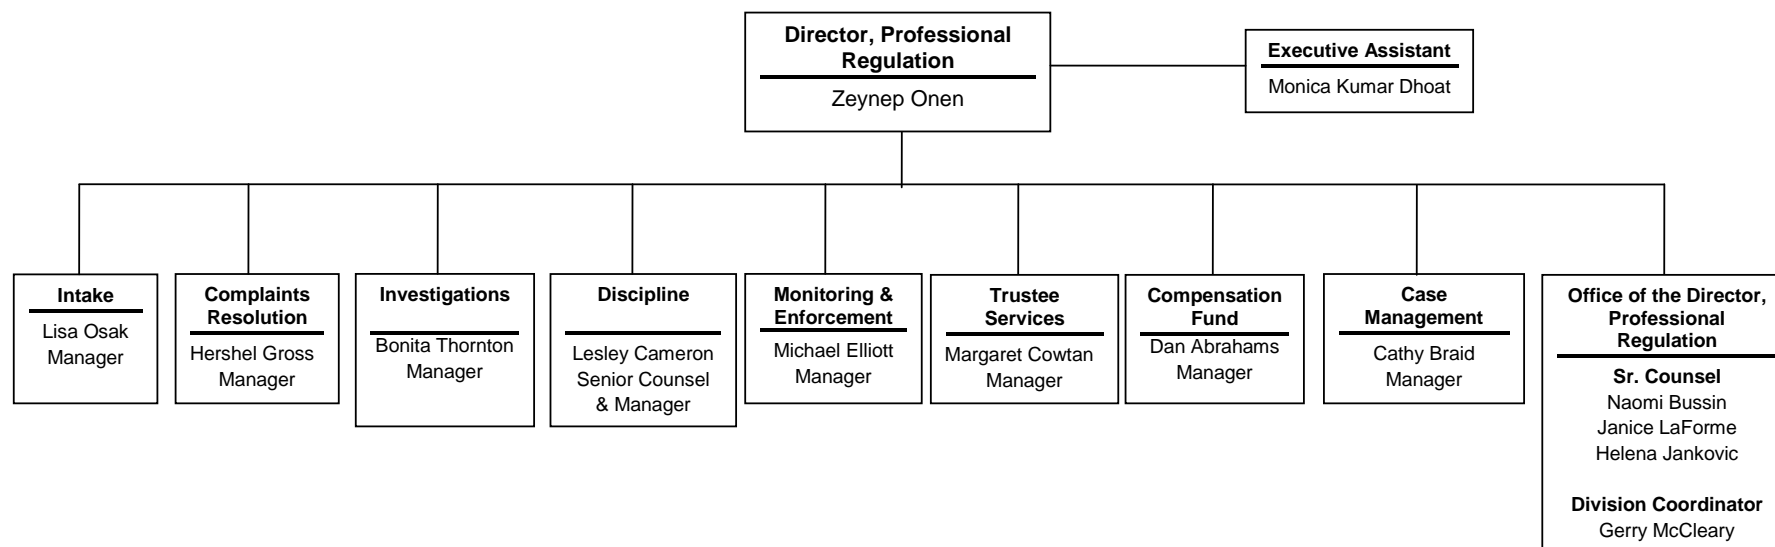 Director, Professional
Regulation
Zeynep Onen
Executive Assistant
Monica Kumar Dhoat
Intake
Lisa Osak
Manager
Complaints
Resolution
Hershel Gross
Manager
Investigations
Bonita Thornton
Manager
Discipline
Lesley Cameron
Senior Counsel
& Manager
Monitoring &
Enforcement
Michael Elliott
Manager
Trustee
Services
Margaret Cowtan
Manager
Compensation
Fund
Dan Abrahams
Manager
Case
Management
Cathy Braid
Manager
Office of the Director,
Professional
Regulation
Sr. Counsel
Naomi Bussin
Janice LaForme
Helena Jankovic
Division Coordinator
Gerry McCleary